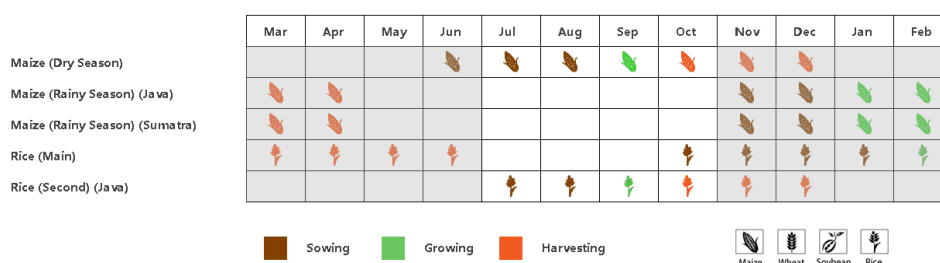 Mar Apr May Jun Jul Aug Sep Oct Nov Dec Jan Feb
Maize (Dry Season)
Maize (Rainy Season) (Java)
Maize (Rainy Season) (Sumatra)
Rice (Main)
Rice (Second) (Java)
Sowing Growing Harvesting
Maize Wheat Soybean Rice